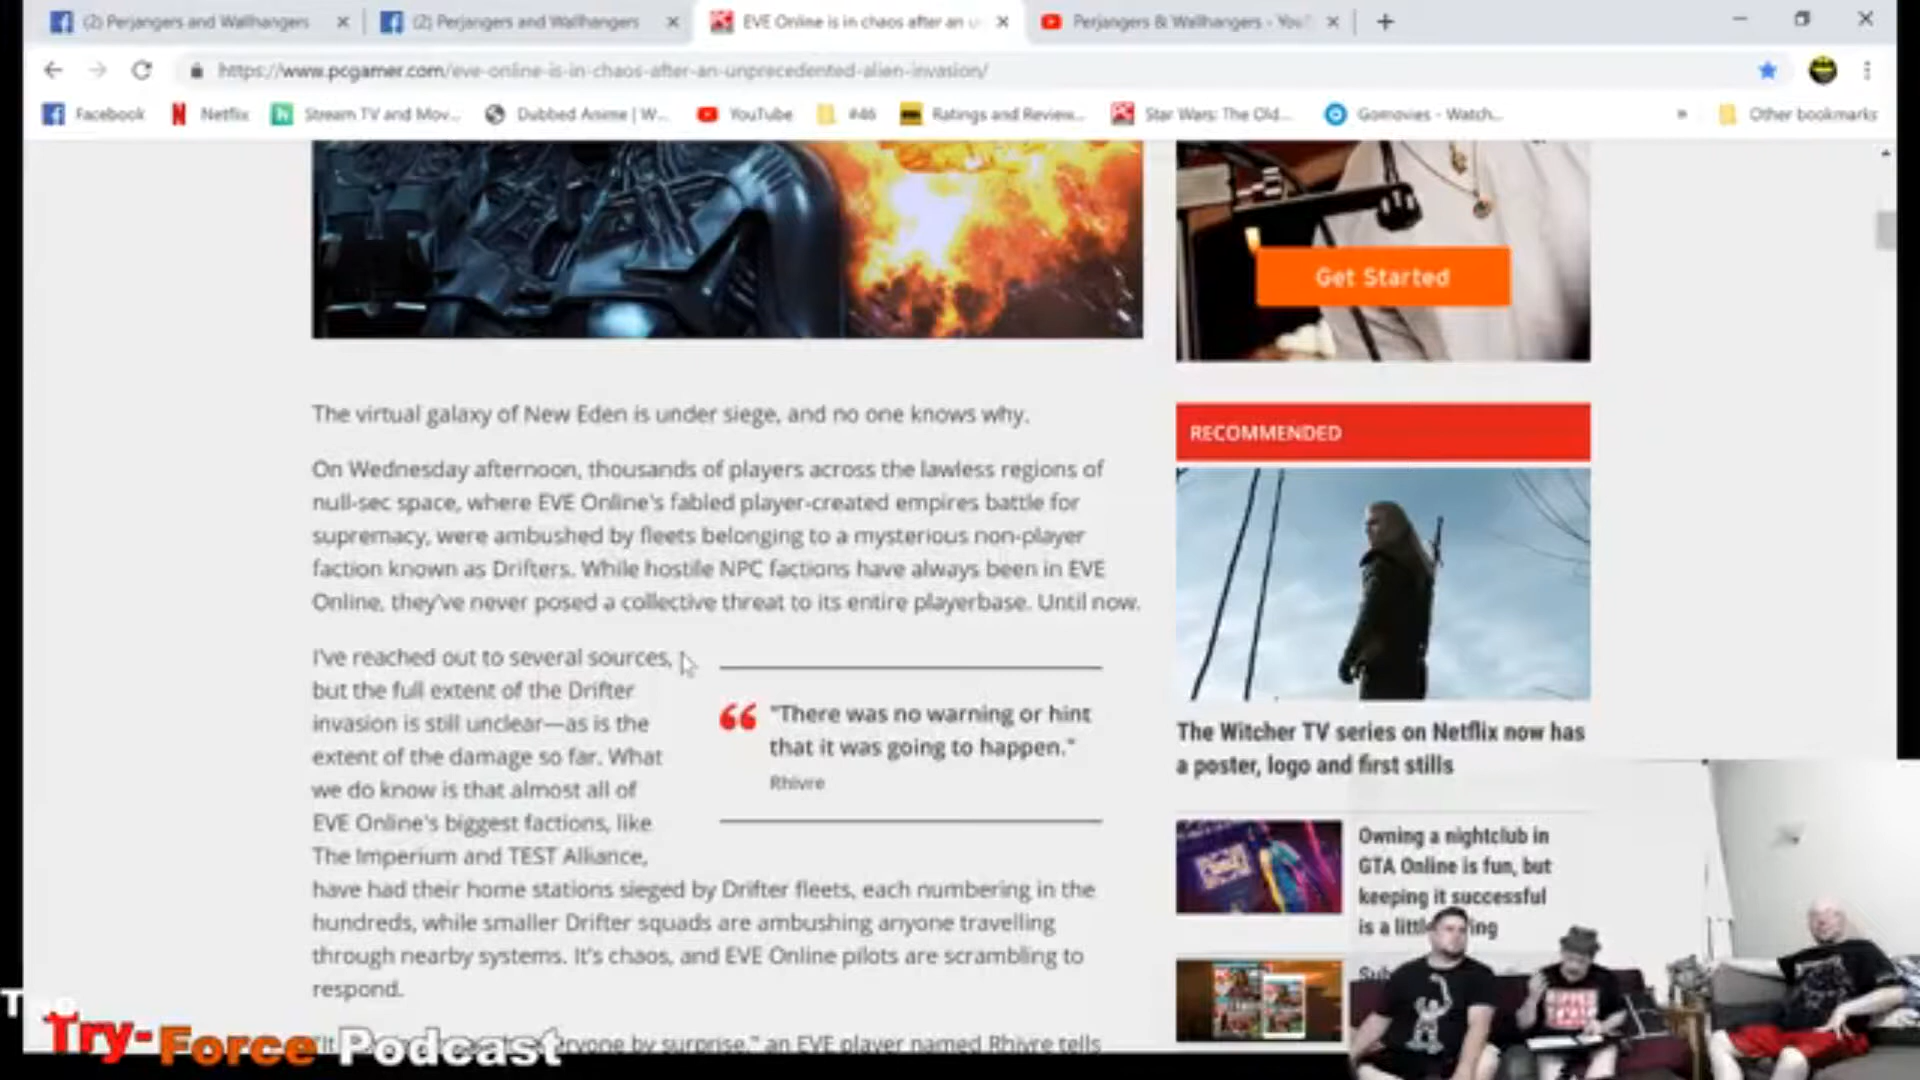 (2) Perjangers and Wallhangers
(2) Perjangers and Wallhangers
EVE Online is in chaos after an u
Perjangers & Wallhangers - You
https://www.pcgamer.com/eve-online-is-in-chaos-after-an-unprecedented-alien-invasion/
Facebook
Netflix
Stream TV and Mov...
Dubbed Anime | W...
YouTube
#46
Ratings and Review...
Star Wars: The Old...
Gomovies - Watch...
»
Other bookmarks
Get Started
The virtual galaxy of New Eden is under siege, and no one knows why.
On Wednesday afternoon, thousands of players across the lawless regions of
null-sec space, where EVE Online's fabled player-created empires battle for
supremacy, were ambushed by fleets belonging to a mysterious non-player
faction known as Drifters. While hostile NPC factions have always been in EVE
Online, they've never posed a collective threat to its entire playerbase. Until now.
I've reached out to several sources,
but the full extent of the Drifter
invasion is still unclear—as is the
extent of the damage so far. What
we do know is that almost all of
EVE Online's biggest factions, like
The Imperium and TEST Alliance,
have had their home stations sieged by Drifter fleets, each numbering in the
hundreds, while smaller Drifter squads are ambushing anyone travelling
through nearby systems. It's chaos, and EVE Online pilots are scrambling to
respond.
"There was no warning or hint
that it was going to happen."
Rhivre
eryone by surprise," an EVE player named Rhivre tells
RECOMMENDED
The Witcher TV series on Netflix now has
a poster, logo and first stills
Owning a nightclub in
GTA Online is fun, but
keeping it successful
is a little
Try-Force Podcast